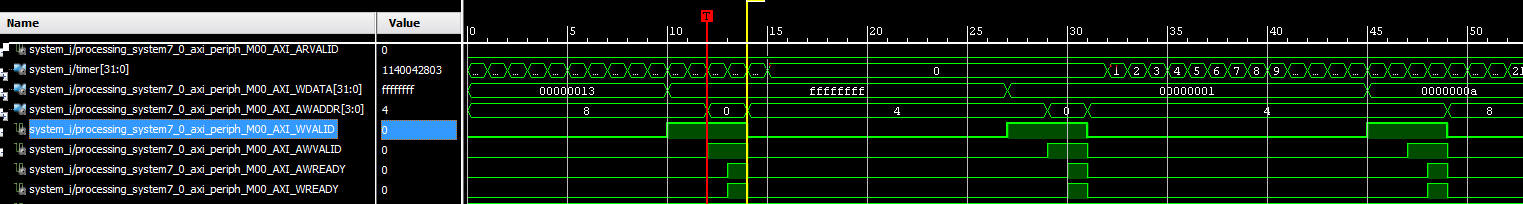 Name Value
0 5 10 15 20 25 30 35 40 45 50
T
system_i/processing_system7_0_axi_periph_M00_AXI_ARVALID 0
system_i/timer[31:0] 1140042803 ... ... ... ... ... ... ... ... ... ... ... ... ... ... ... 0 1 2 3 4 5 6 7 8 9 ... ... ... ... ... ... ... ... ... ... ...
system_i/processing_system7_0_axi_periph_M00_AXI_WDATA[31:0] ffffffff 00000013 ffffffff 00000001 0000000a
system_i/processing_system7_0_axi_periph_M00_AXI_AWADDR[3:0] 4 8 0 4 0 4 8
system_i/processing_system7_0_axi_periph_M00_AXI_WVALID 0
system_i/processing_system7_0_axi_periph_M00_AXI_AWVALID 0
system_i/processing_system7_0_axi_periph_M00_AXI_AWREADY 0
system_i/processing_system7_0_axi_periph_M00_AXI_WREADY 0